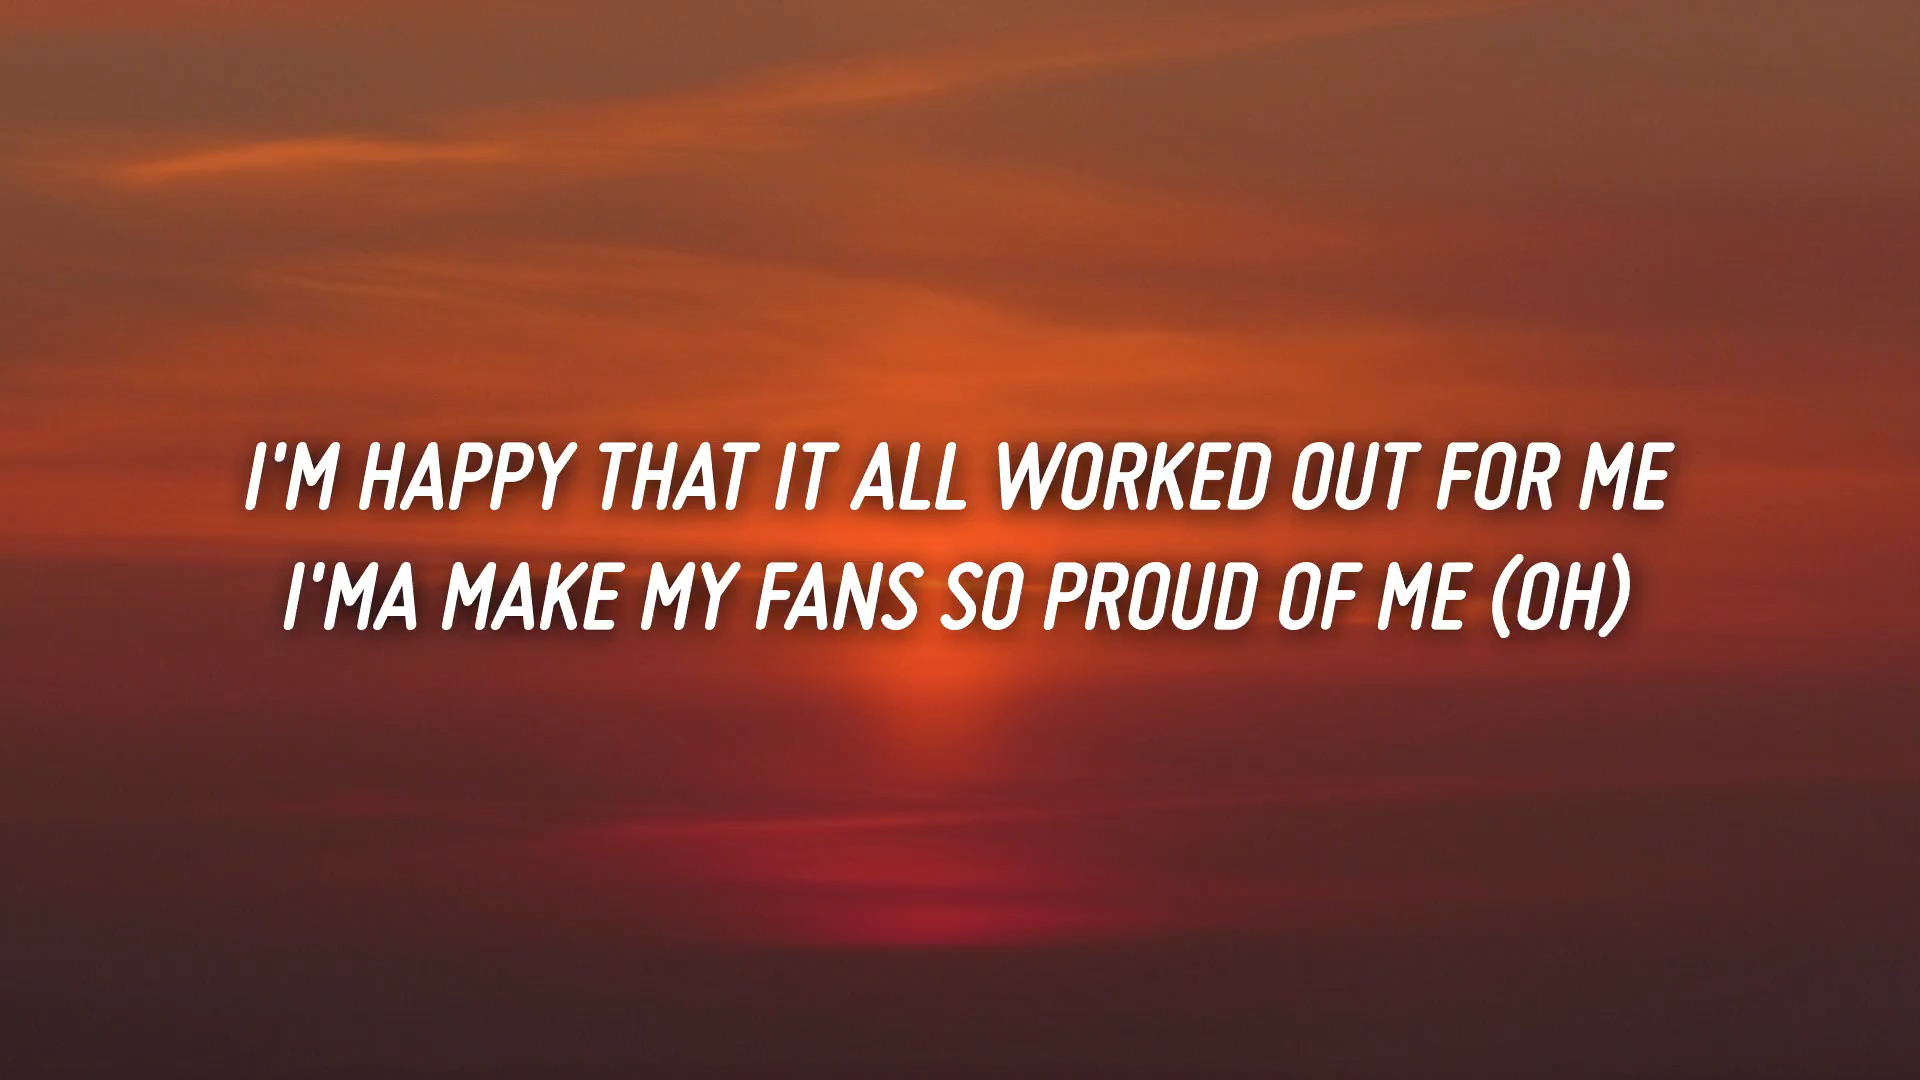 I'M HAPPY THAT IT ALL WORKED OUT FOR ME
I'MA MAKE MY FANS SO PROUD OF ME (OH)